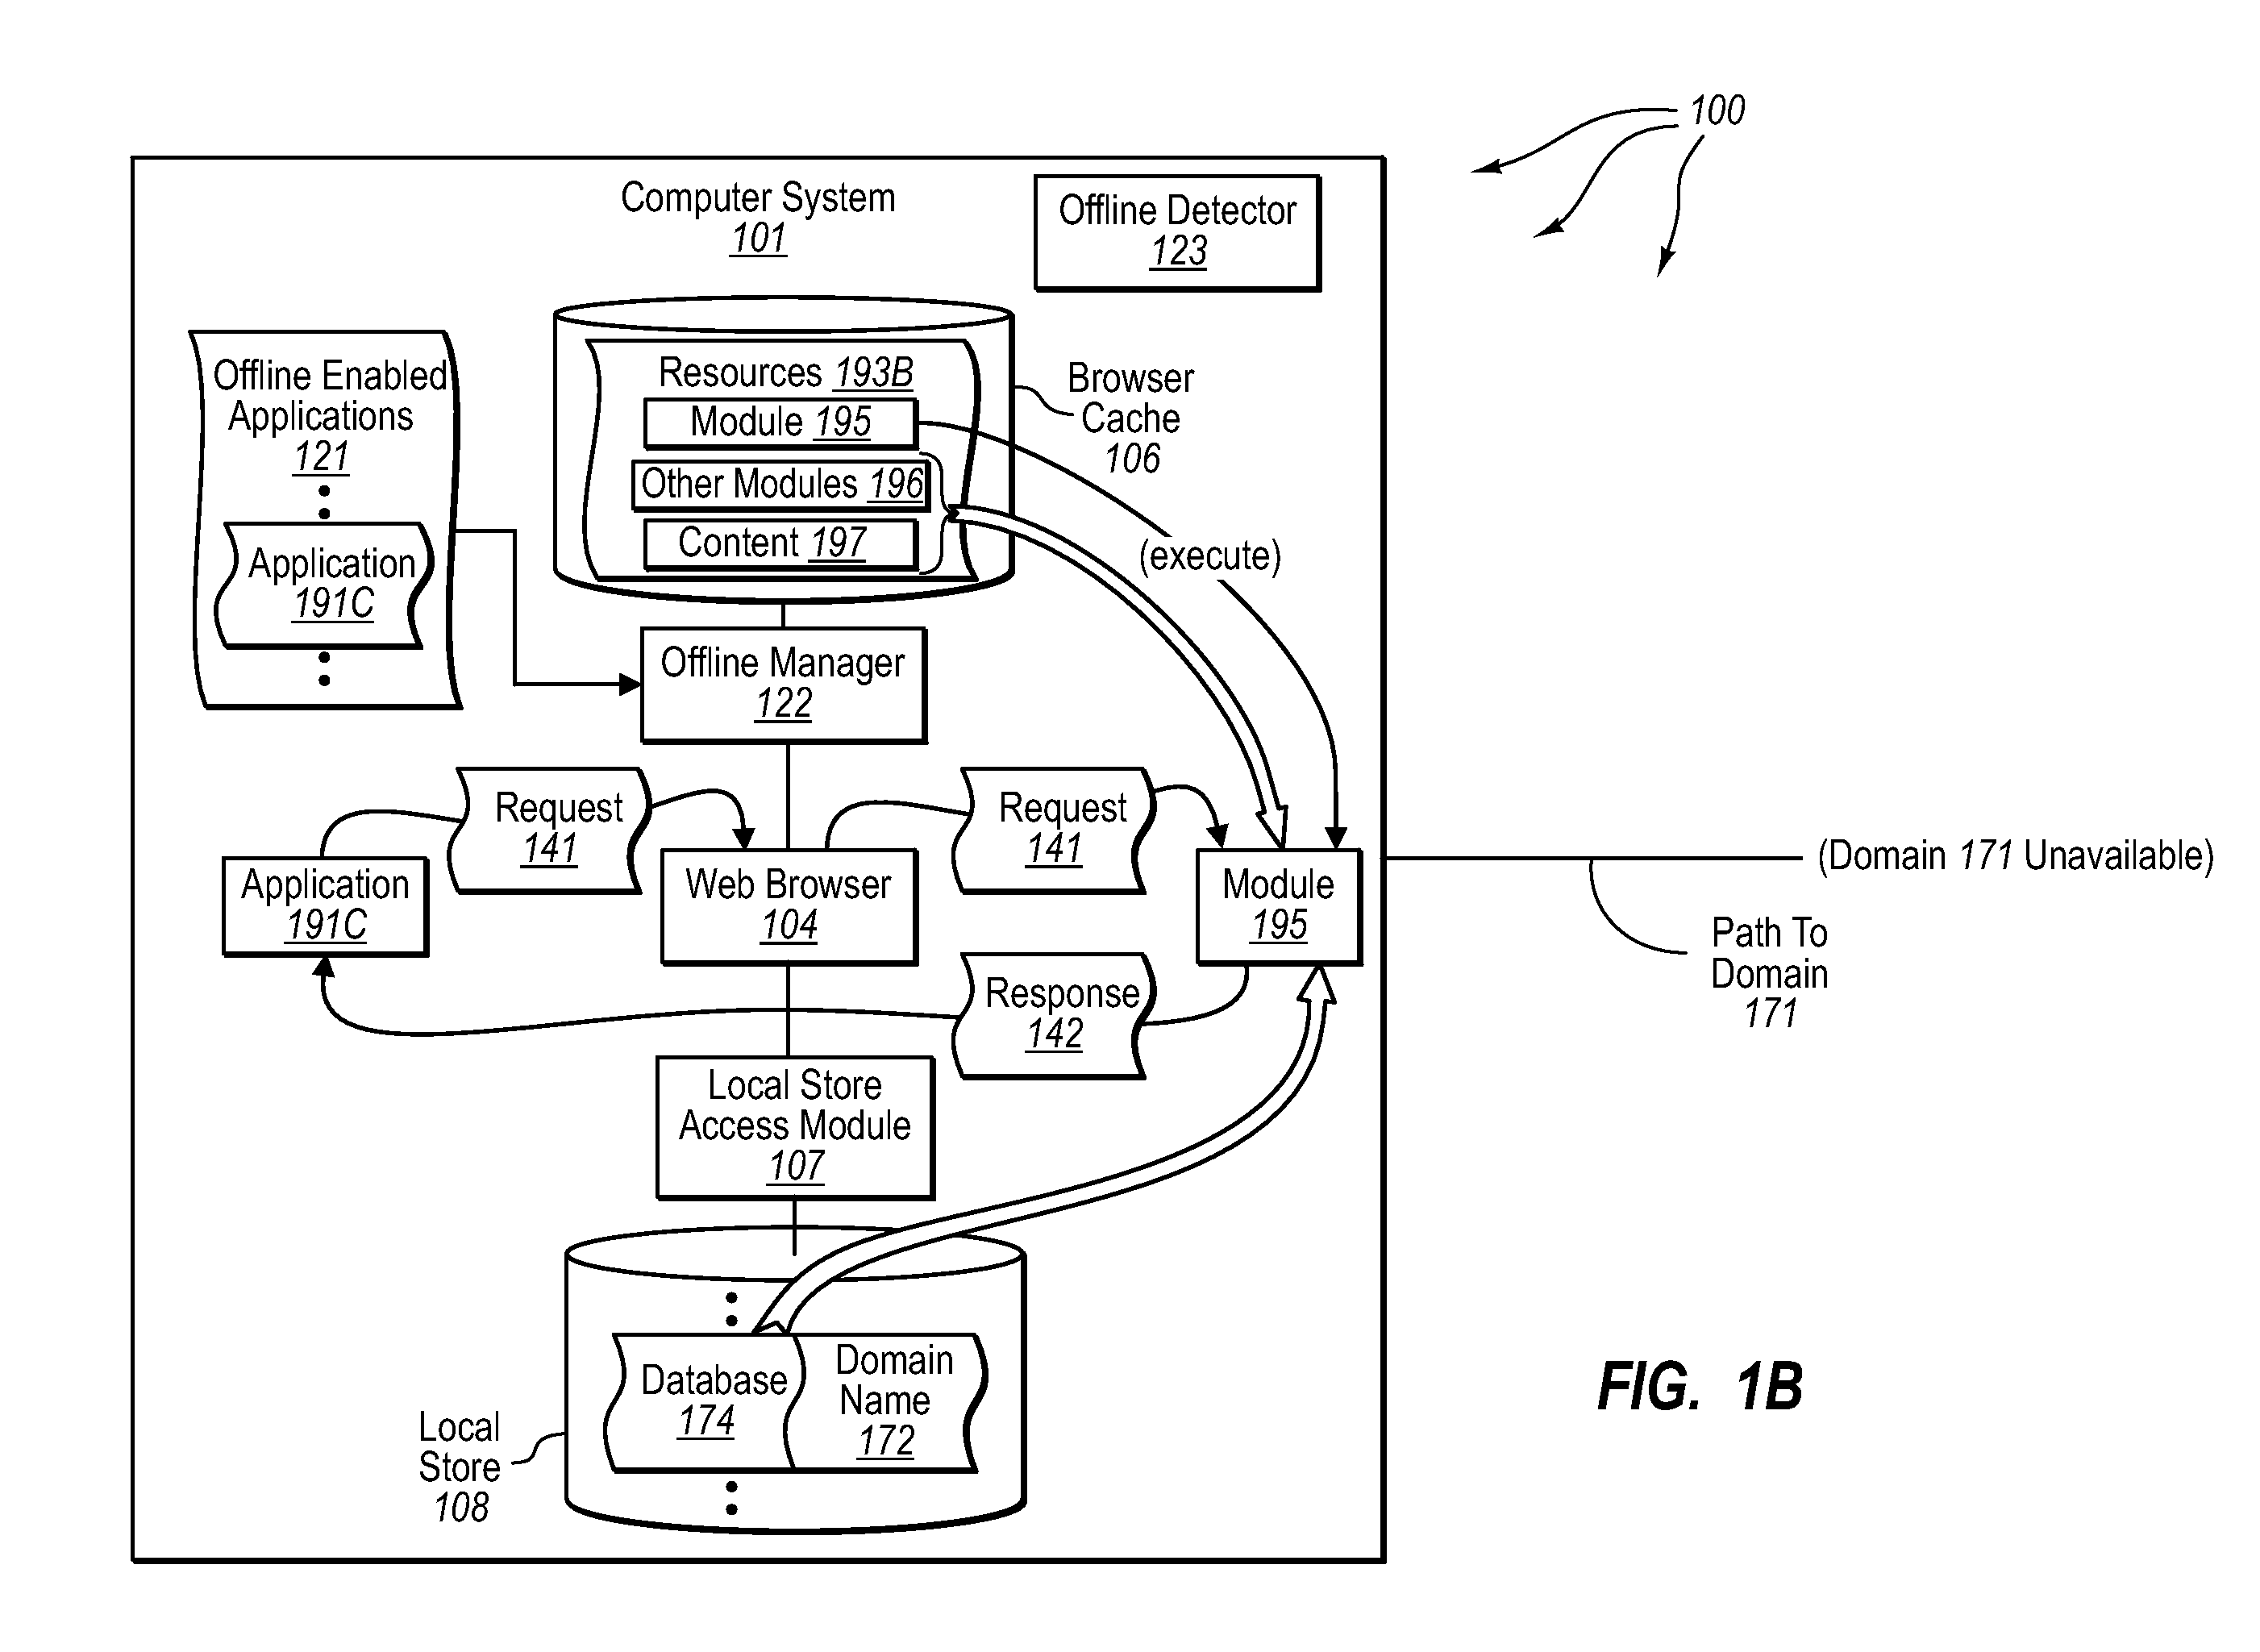 100
Computer System
101
Offline Detector
123
Offline Enabled
Applications
121
Application
191C
Resources 193B
Module 195
Other Modules 196
Content 197
Browser
Cache
106
(execute)
Offline Manager
122
Request
141
Request
141
Application
191C
Web Browser
104
Module
195
(Domain 171 Unavailable)
Path To
Domain
171
Response
142
Local Store
Access Module
107
Database
174
Domain
Name
172
Local
Store
108
FIG. 1B